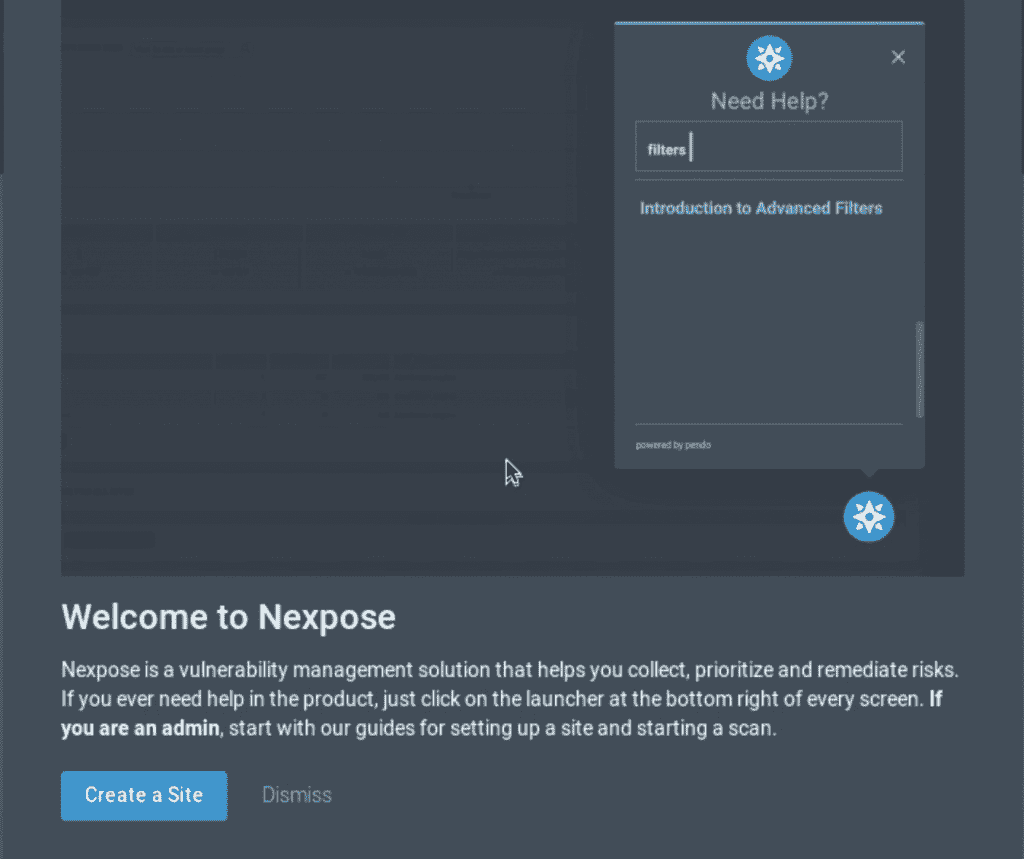 Need Help?
filters
Introduction to Advanced Filters
powered by pendo
Welcome to Nexpose
Nexpose is a vulnerability management solution that helps you collect, prioritize and remediate risks.
If you ever need help in the product, just click on the launcher at the bottom right of every screen. If
you are an admin, start with our guides for setting up a site and starting a scan.
Create a Site
Dismiss